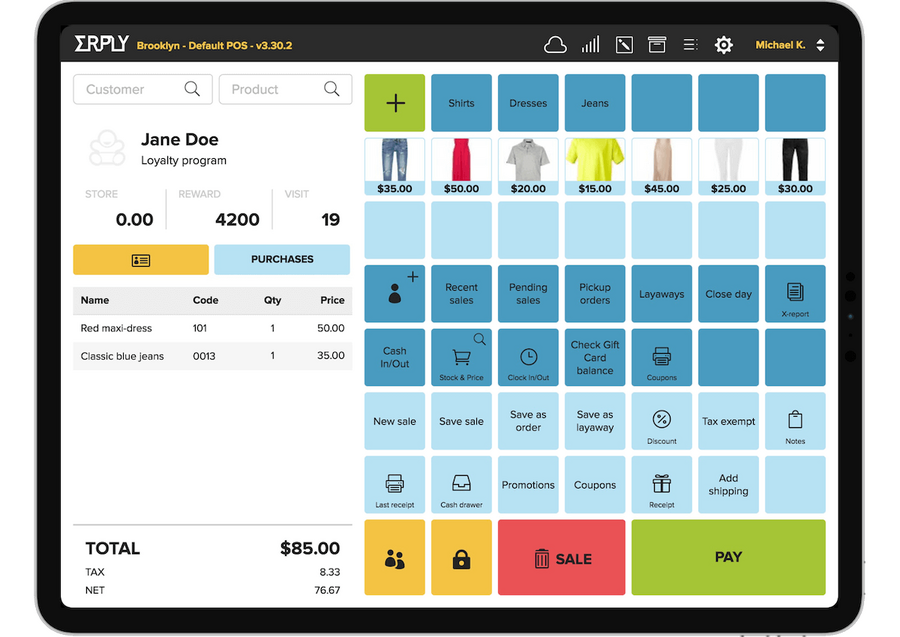 ERPLY Brooklyn - Default POS - v3.30.2
Michael K.
Customer
Product
Jane Doe
Loyalty program
STORE REWARD VISIT
0.00 4200 19
PURCHASES
Name Code Qty Price
Red maxi-dress 101 1 50.00
Classic blue jeans 0013 1 35.00
TOTAL $85.00
TAX 8.33
NET 76.67
Shirts
Dresses
Jeans
$35.00 $50.00 $20.00 $15.00 $45.00 $25.00 $30.00
Recent
sales
Pending
sales
Pickup
orders
Layaways
Close day
X-report
Cash
In/Out
Stock & Price
Clock In/Out
Check Gift
Card
balance
Coupons
New sale
Save sale
Save as
order
Save as
layaway
Discount
Tax exempt
Notes
Last receipt
Cash drawer
Promotions
Coupons
Receipt
Add
shipping
SALE
PAY